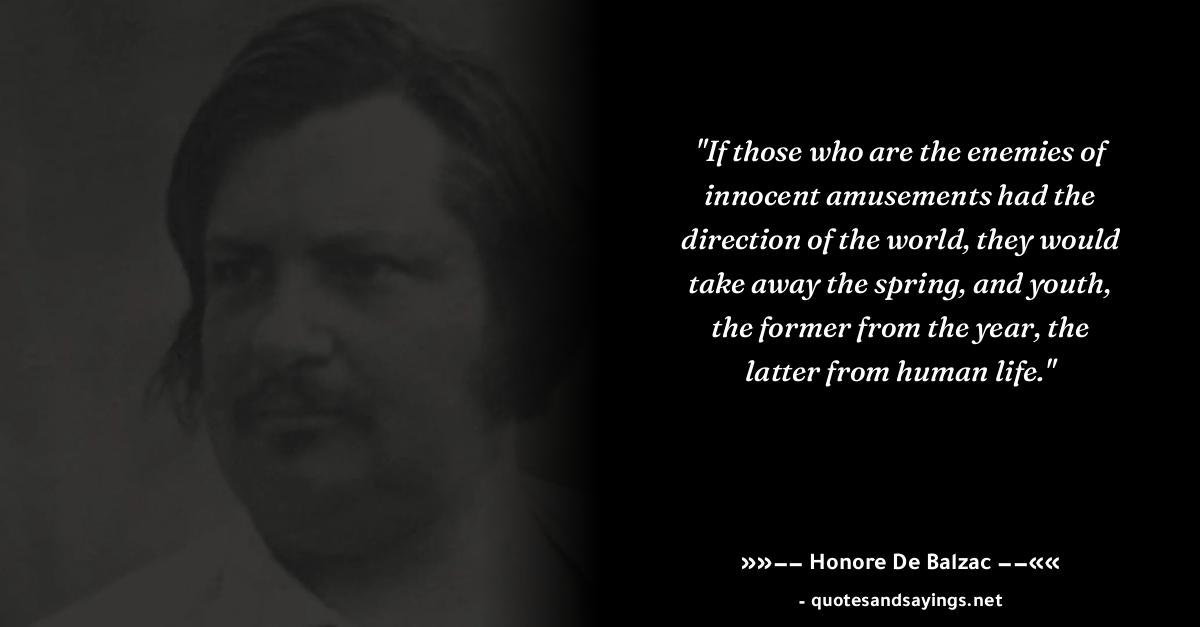 "If those who are the enemies of
innocent amusements had the
direction of the world, they would
take away the spring, and youth,
the former from the year, the
latter from human life."
»»–– Honore De Balzac ––««
- quotesandsayings.net